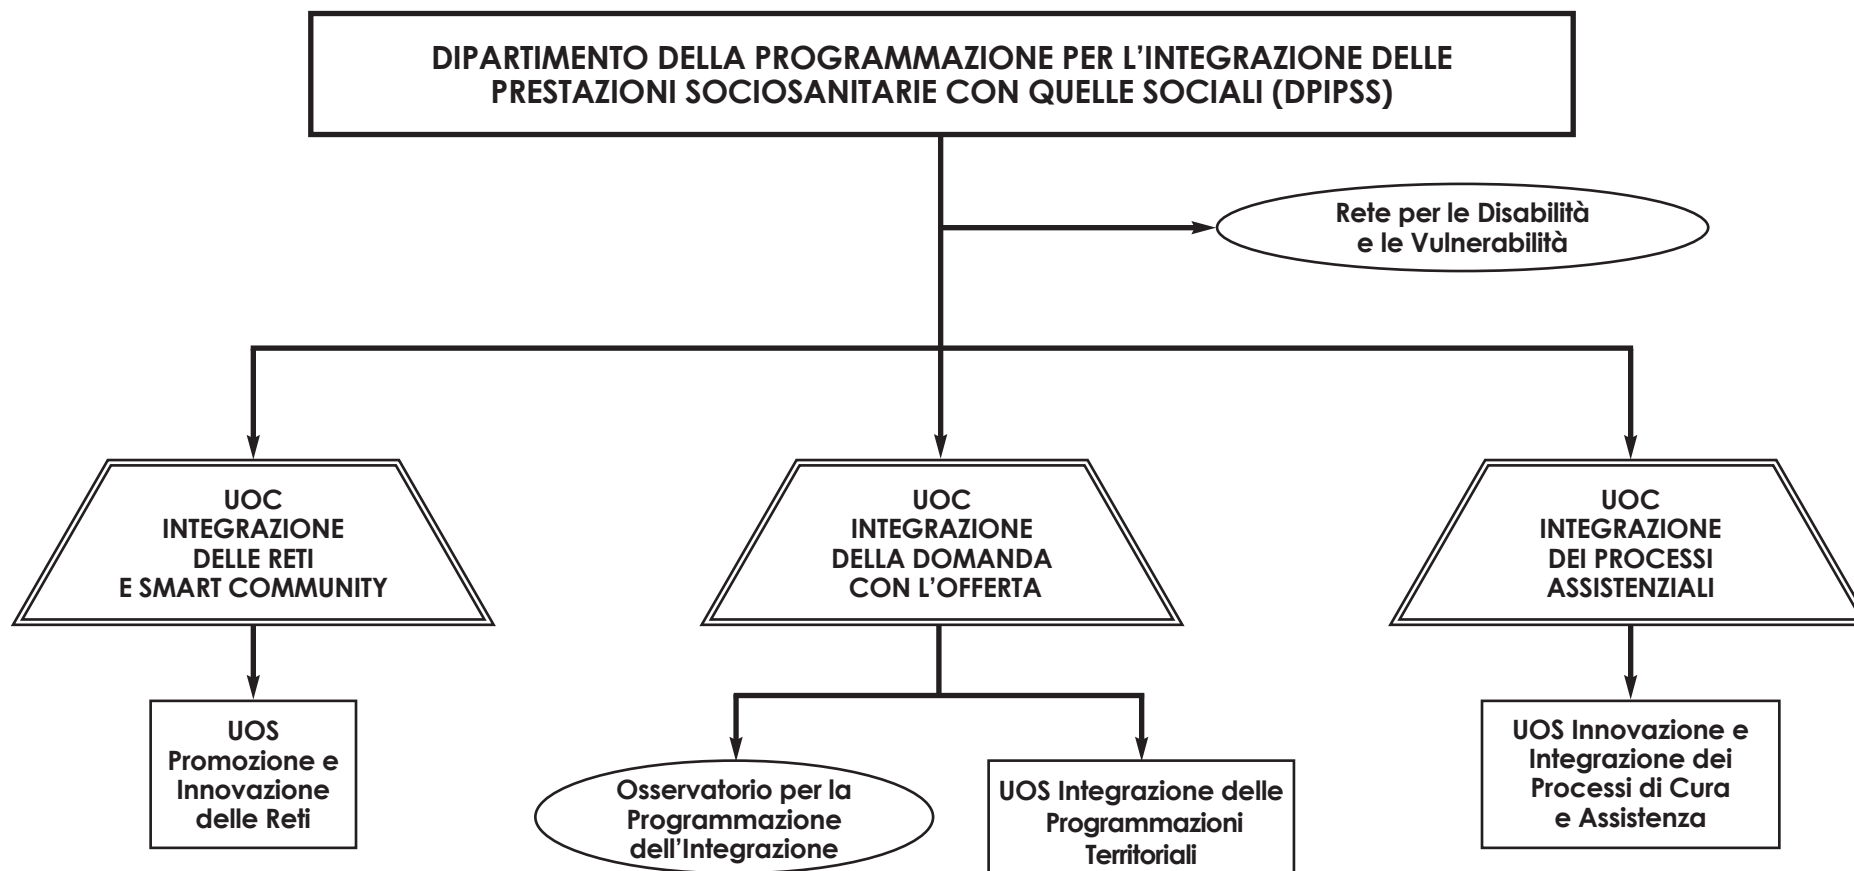 DIPARTIMENTO DELLA PROGRAMMAZIONE PER L’INTEGRAZIONE DELLE
PRESTAZIONI SOCIOSANITARIE CON QUELLE SOCIALI (DPIPSS)
Rete per le Disabilità
e le Vulnerabilità
UOC
INTEGRAZIONE
DELLE RETI
E SMART COMMUNITY
UOC
INTEGRAZIONE
DELLA DOMANDA
CON L’OFFERTA
UOC
INTEGRAZIONE
DEI PROCESSI
ASSISTENZIALI
UOS
Promozione e
Innovazione
delle Reti
Osservatorio per la
Programmazione
dell’Integrazione
UOS Integrazione delle
Programmazioni
Territoriali
UOS Innovazione e
Integrazione dei
Processi di Cura
e Assistenza